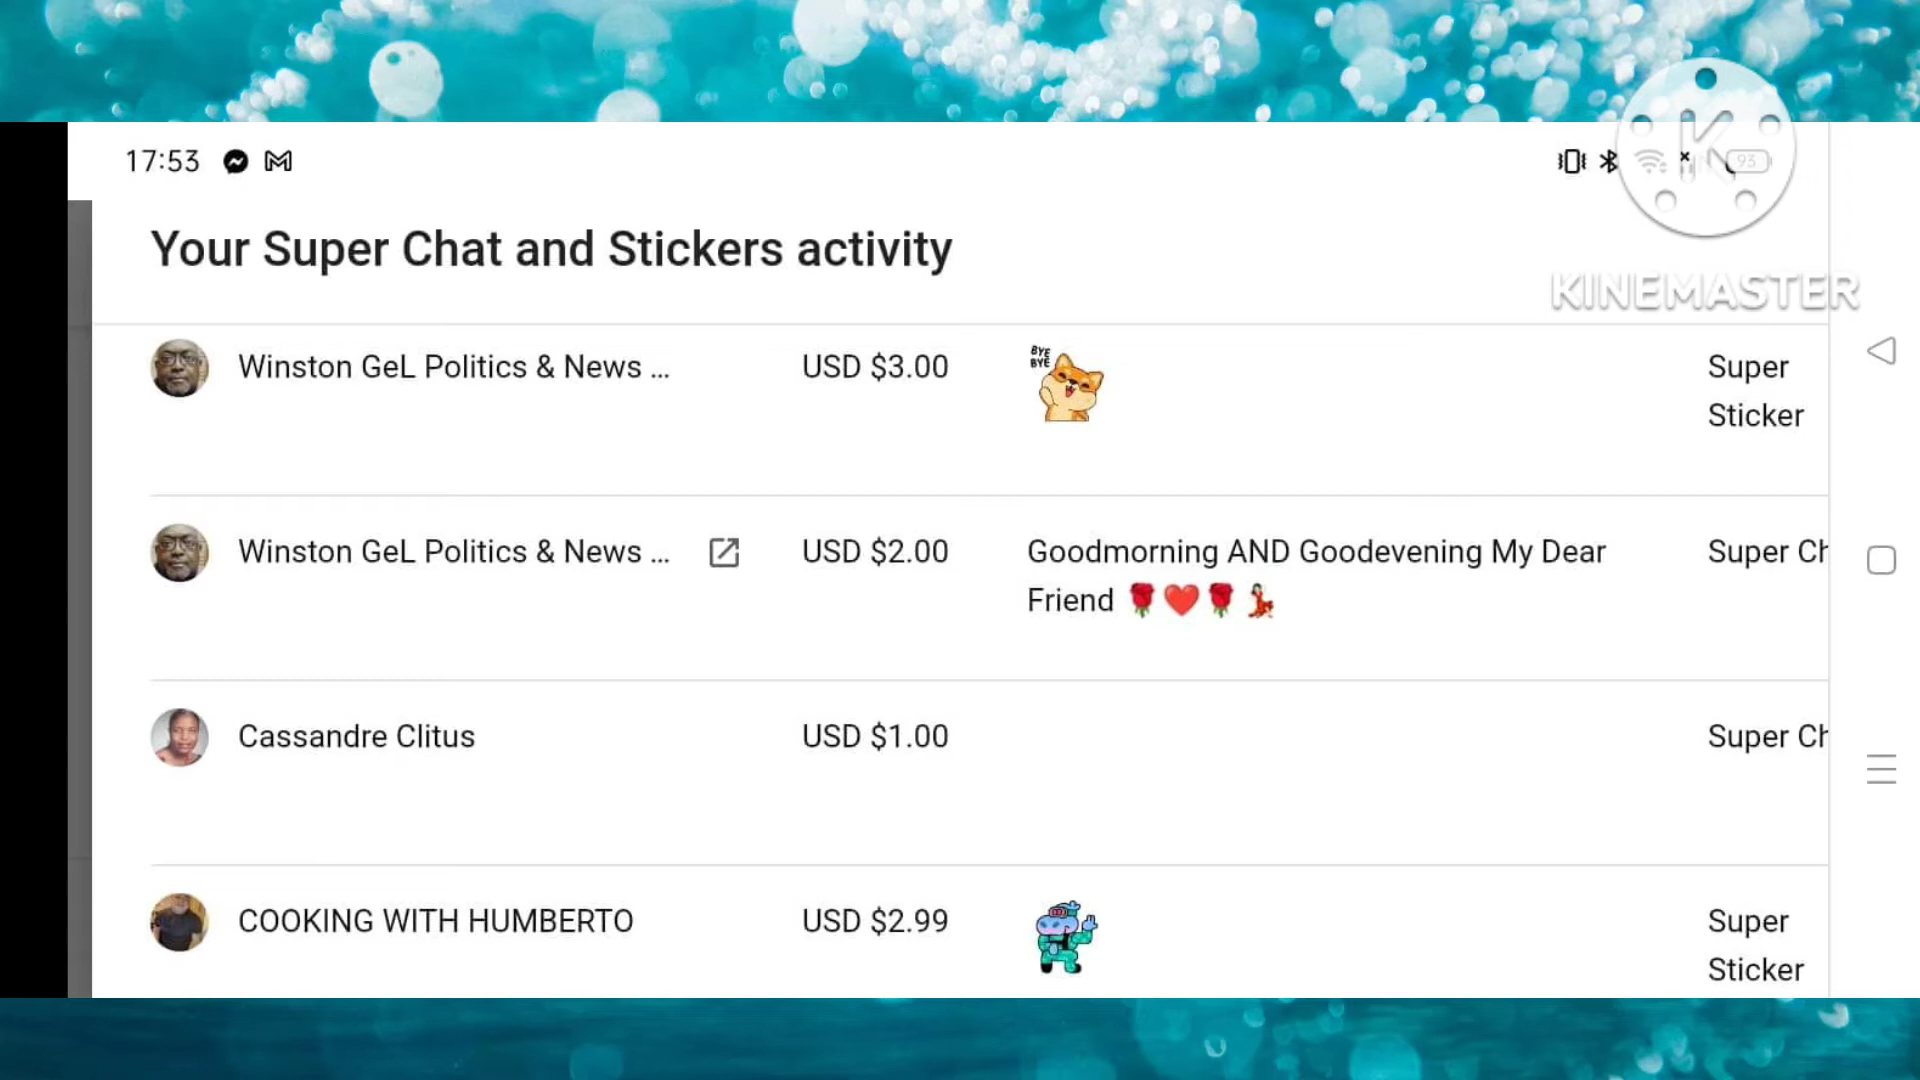 17:53
93
KINEMASTER
Your Super Chat and Stickers activity
Winston GeL Politics & News ... USD $3.00 BYE BYE Super
Sticker
Winston GeL Politics & News ... USD $2.00 Goodmorning AND Goodevening My Dear Super Ch
Friend 🌹❤️🌹💃
Cassandre Clitus USD $1.00 Super Ch
COOKING WITH HUMBERTO USD $2.99 Super
Sticker